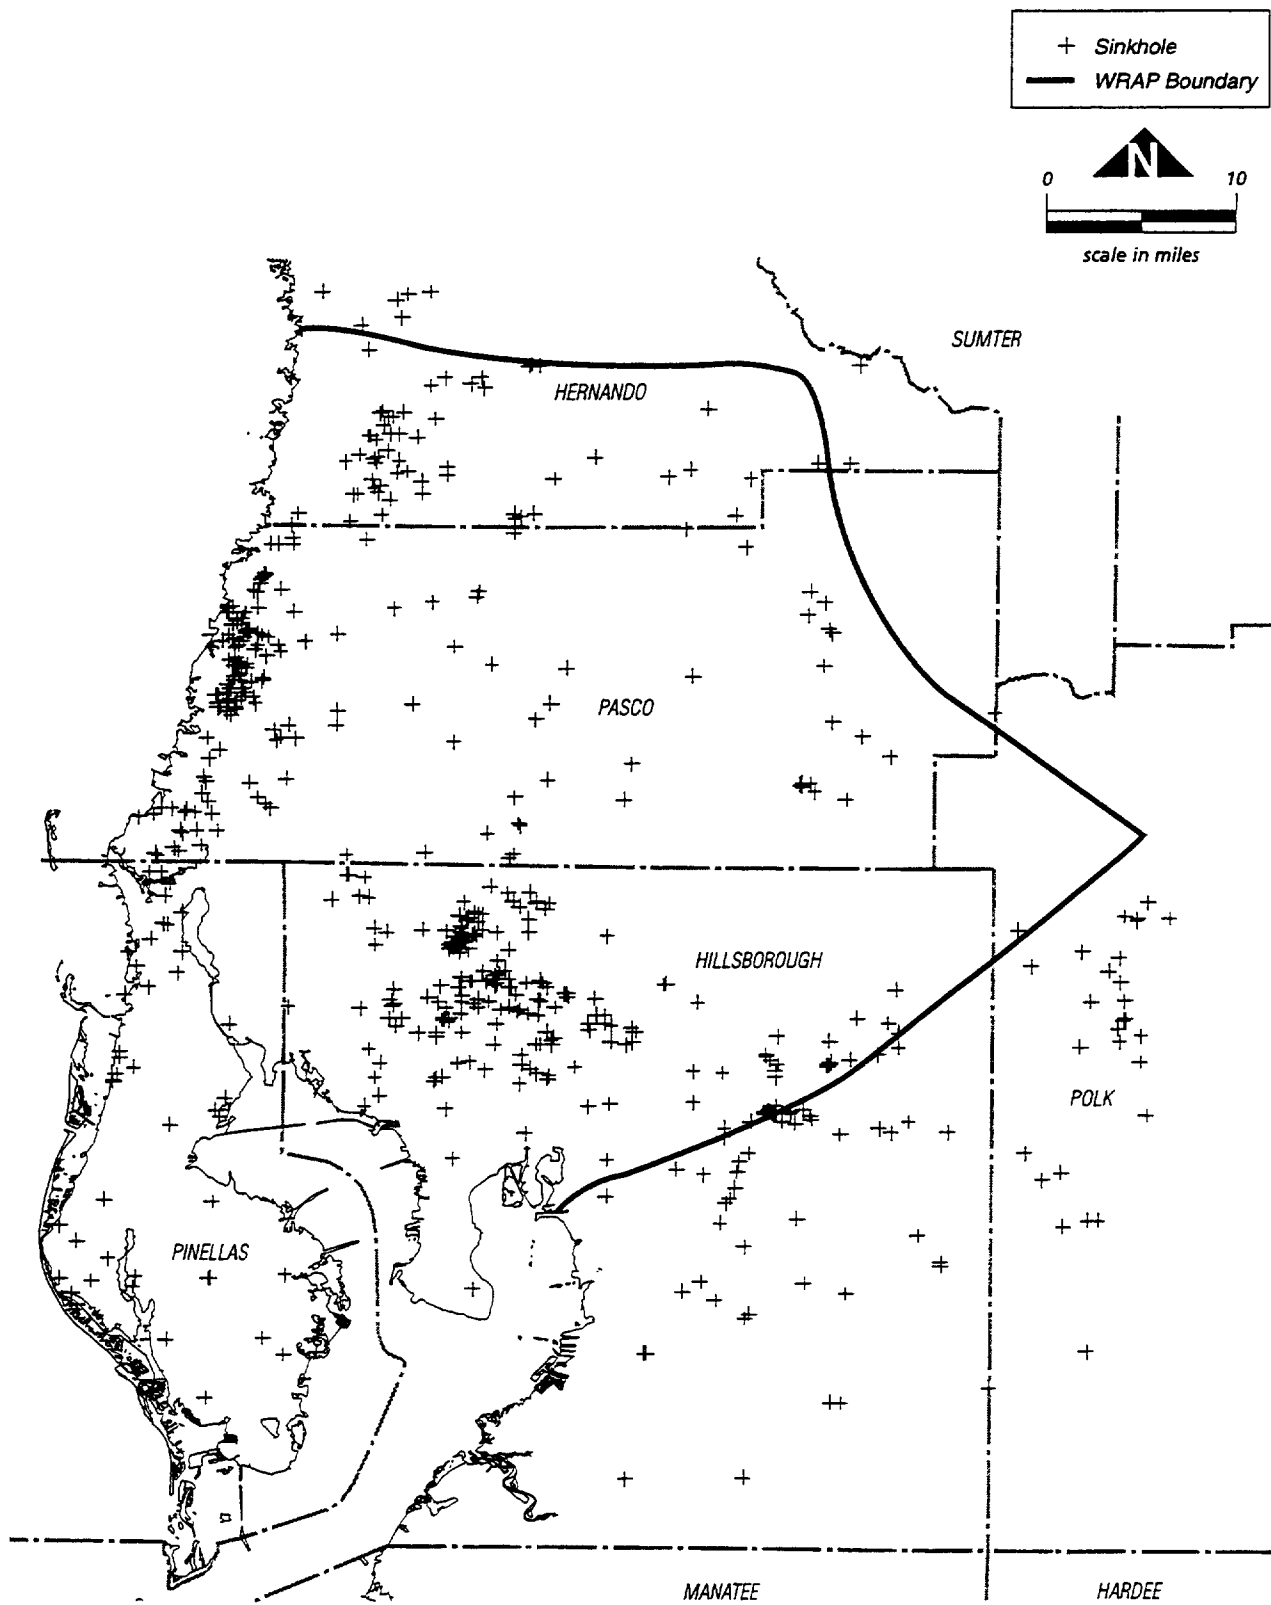 Sinkhole
WRAP Boundary
N
0 10
scale in miles
SUMTER
HERNANDO
PASCO
HILLSBOROUGH
POLK
PINELLAS
MANATEE
HARDEE